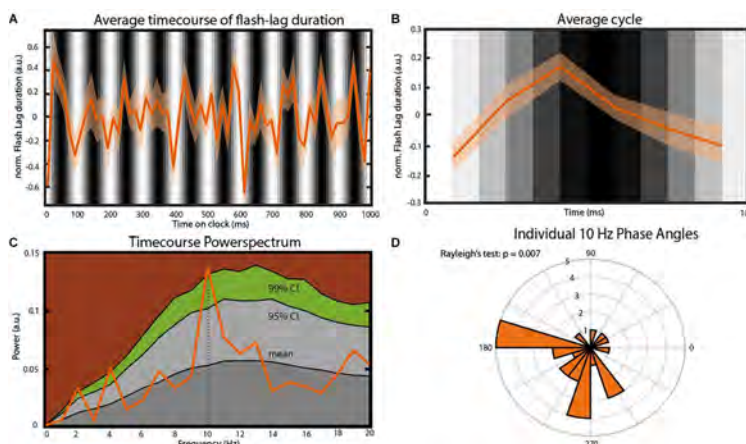 A
Average timecourse of flash-lag duration
norm. Flash Lag duration (a.u.)
0.6
0.4
0.2
0
-0.2
-0.4
-0.6
0 100 200 300 400 500 600 700 800 900 1000
Time on clock (ms)
B
Average cycle
norm. Flash Lag duration (a.u.)
0.3
0.2
0.1
0
-0.1
-0.3
0
Time (ms)
C
Timecourse Powerspectrum
Power (a.u.)
0.15
0.1
0.05
0
99% CI
95% CI
mean
0 2 4 6 8 10 12 14 16 18 20
Frequency (Hz)
D
Individual 10 Hz Phase Angles
Rayleigh's test: p = 0.007
90
5
4
3
2
1
180
0
270